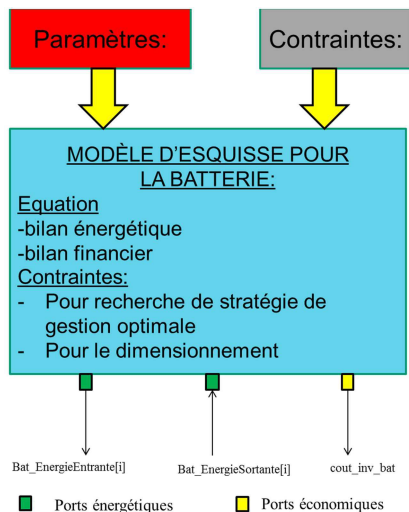 Paramètres:
Contraintes:
MODÈLE D'ESQUISSE POUR
LA BATTERIE:
Equation
-bilan énergétique
-bilan financier
Contraintes:
- Pour recherche de stratégie de
gestion optimale
- Pour le dimensionnement
Bat_EnergieEntrante[i]
Bat_EnergieSortante[i]
cout_inv_bat
Ports énergétiques
Ports économiques